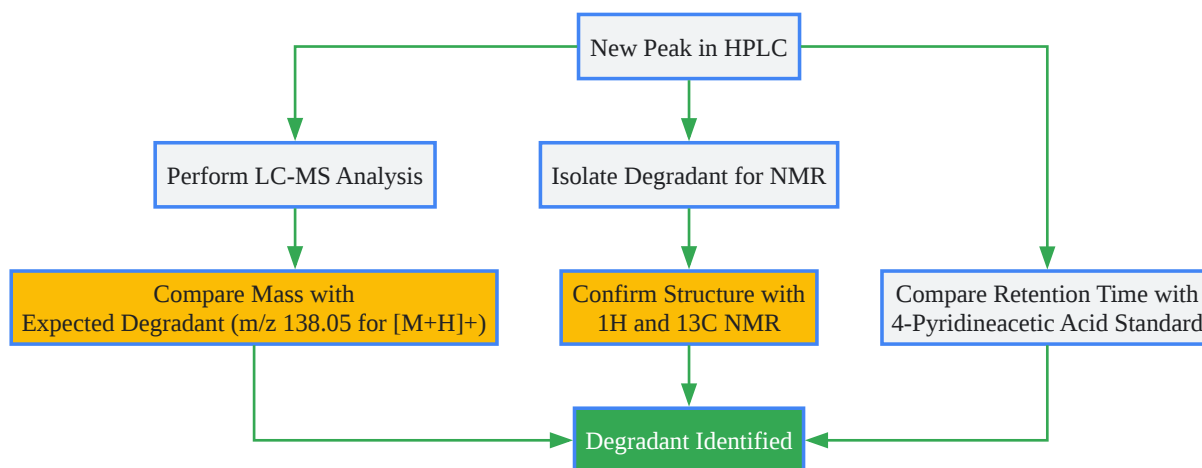 New Peak in HPLC
Perform LC-MS Analysis
Isolate Degradant for NMR
Compare Mass with
Expected Degradant (m/z 138.05 for [M+H]+)
Confirm Structure with
1H and 13C NMR
Compare Retention Time with
4-Pyridineacetic Acid Standard
Degradant Identified